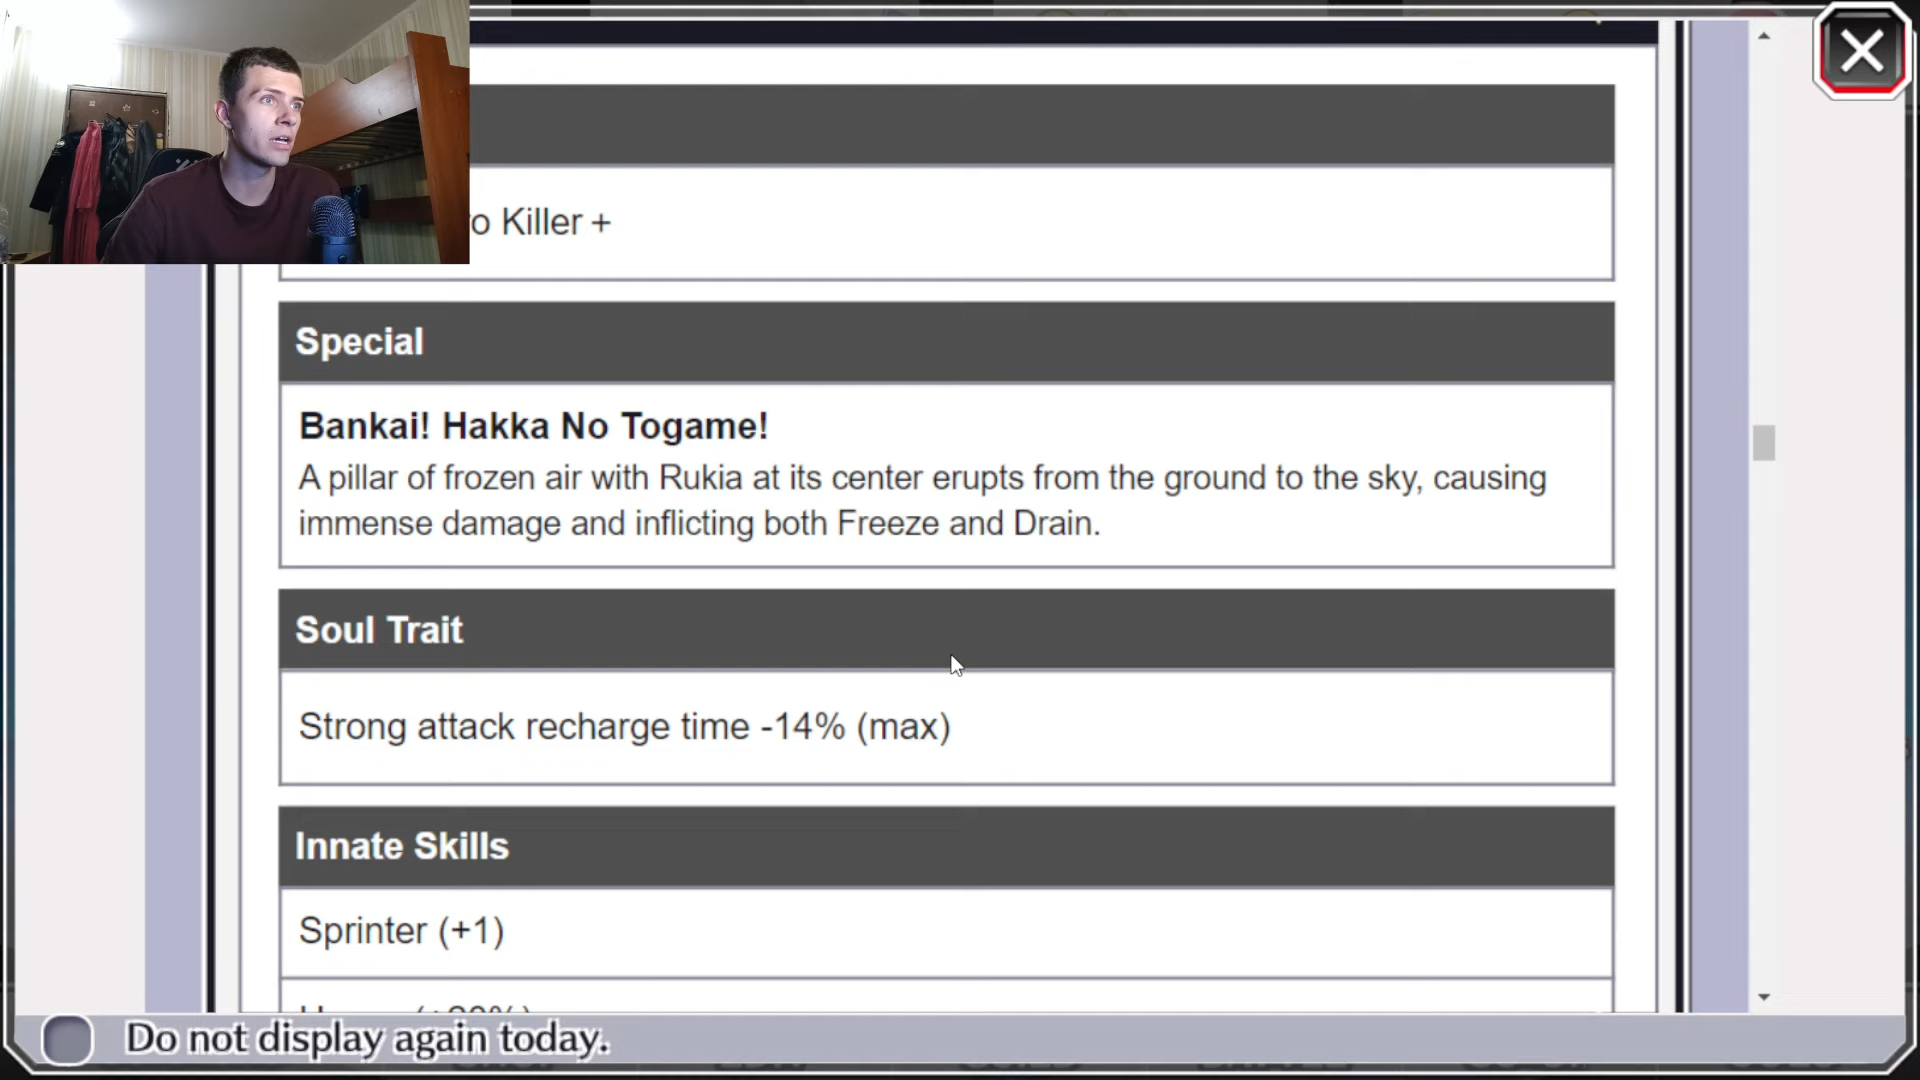 Killer +
Special
Bankai! Hakka No Togame!
A pillar of frozen air with Rukia at its center erupts from the ground to the sky, causing
immense damage and inflicting both Freeze and Drain.
Soul Trait
Strong attack recharge time -14% (max)
Innate Skills
Sprinter (+1)
Do not display again today.